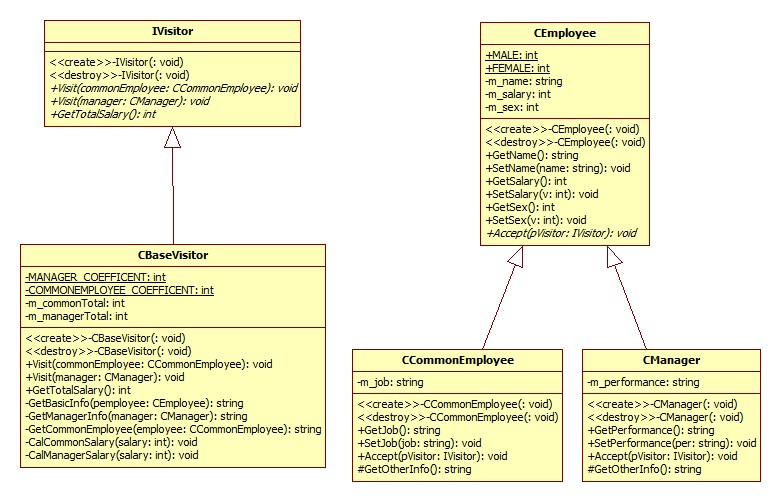 IVisitor
<<create>>-IVisitor(: void)
<<destroy>>-IVisitor(: void)
+Visit(commonEmployee: CCommonEmployee): void
+Visit(manager: CManager): void
+GetTotalSalary(): int
CEmployee
+MALE: int
+FEMALE: int
-m_name: string
-m_salary: int
-m_sex: int
<<create>>-CEmployee(: void)
<<destroy>>-CEmployee(: void)
+GetName(): string
+SetName(name: string): void
+GetSalary(): int
+SetSalary(v: int): void
+GetSex(): int
+SetSex(v: int): void
+Accept(pVisitor: IVisitor): void
CBaseVisitor
-MANAGER_COEFFICENT: int
-COMMONEMPLOYEE_COEFFICENT: int
-m_commonTotal: int
-m_managerTotal: int
<<create>>-CBaseVisitor(: void)
<<destroy>>-CBaseVisitor(: void)
+Visit(commonEmployee: CCommonEmployee): void
+Visit(manager: CManager): void
+GetTotalSalary(): int
-GetBasicInfo(pemployee: CEmployee): string
-GetManagerInfo(manager: CManager): string
-GetCommonEmployee(employee: CCommonEmployee): string
-CalCommonSalary(salary: int): void
-CalManagerSalary(salary: int): void
CCommonEmployee
-m_job: string
<<create>>-CCommonEmployee(: void)
<<destroy>>-CCommonEmployee(: void)
+GetJob(): string
+SetJob(job: string): void
+Accept(pVisitor: IVisitor): void
#GetOtherInfo(): string
CManager
-m_performance: string
<<create>>-CManager(: void)
<<destroy>>-CManager(: void)
+GetPerformance(): string
+SetPerformance(per: string): void
+Accept(pVisitor: IVisitor): void
#GetOtherInfo(): string